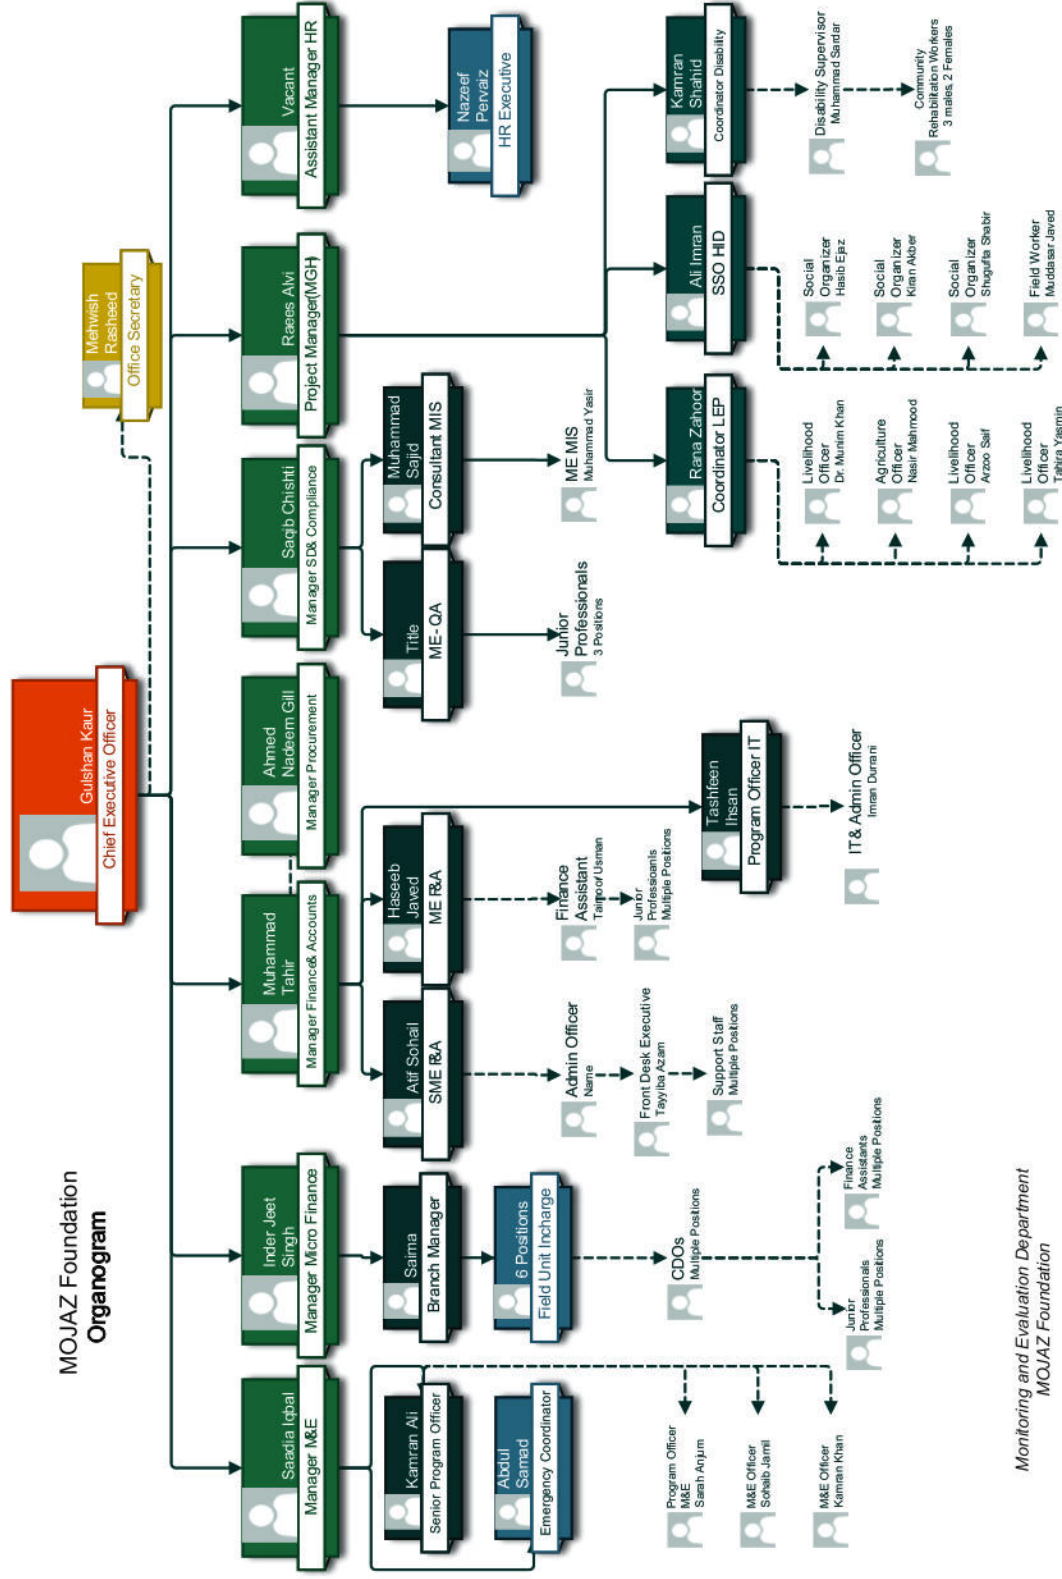 MOJAZ Foundation
Organogram
Gulshan Kaur
Chief Executive Officer
Mehwish
Rasheed
Office Secretary
Saadia Iqbal
Manager M&E
Inder Jeet
Singh
Manager Micro Finance
Muhammad
Tahir
Manager Finance& Accounts
Ahmed
Nadeem Gill
Manager Procurement
Saqib Chishti
Manager SD& Compliance
Raees Alvi
Project Manager(MGH)
Vacant
Assistant Manager HR
Kamran Ali
Senior Program Officer
Abdul
Samad
Emergency Coordinator
Program Officer
M&E
Sarah Anjum
M&E Officer
Sohaib Jamil
M&E Officer
Kamran Khan
Saima
Branch Manager
6 Positions
Field Unit Incharge
CDOs
Multiple Positions
Junior
Professionals
Multiple Positions
Finance
Assistants
Multiple Positions
Atif Sohail
SME F&A
Admin Officer
Name
Front Desk Executive
Tayyiba Azam
Support Staff
Multiple Positions
Haseeb
Javed
ME F&A
Finance
Assistant
Taimoor Usman
Junior
Professioanls
Multiple Positions
Tashfeen
Ihsan
Program Officer IT
IT& Admin Officer
Imran Durrani
Title
ME-QA
Junior
Professionals
3 Positions
Muhammad
Sajid
Consultant MIS
ME MIS
Muhammad Yasir
Nazeef
Pervaiz
HR Executive
Rana Zahoor
Coordinator LEP
Livelihood
Officer
Dr. Munim Khan
Agriculture
Officer
Nasir Mahmood
Livelihood
Officer
Arzoo Saif
Livelihood
Officer
Tahira Yasmin
Ali Imran
SSO HID
Social
Organizer
Hasib Ejaz
Social
Organizer
Kiran Akber
Social
Organizer
Shugufta Shabir
Field Worker
Muddasar Javed
Kamran
Shahid
Coordinator Disability
Disability Supervisor
Muhammad Sardar
Community
Rehabilitation Workers
3 males, 2 Females
Monitoring and Evaluation Department
MOJAZ Foundation